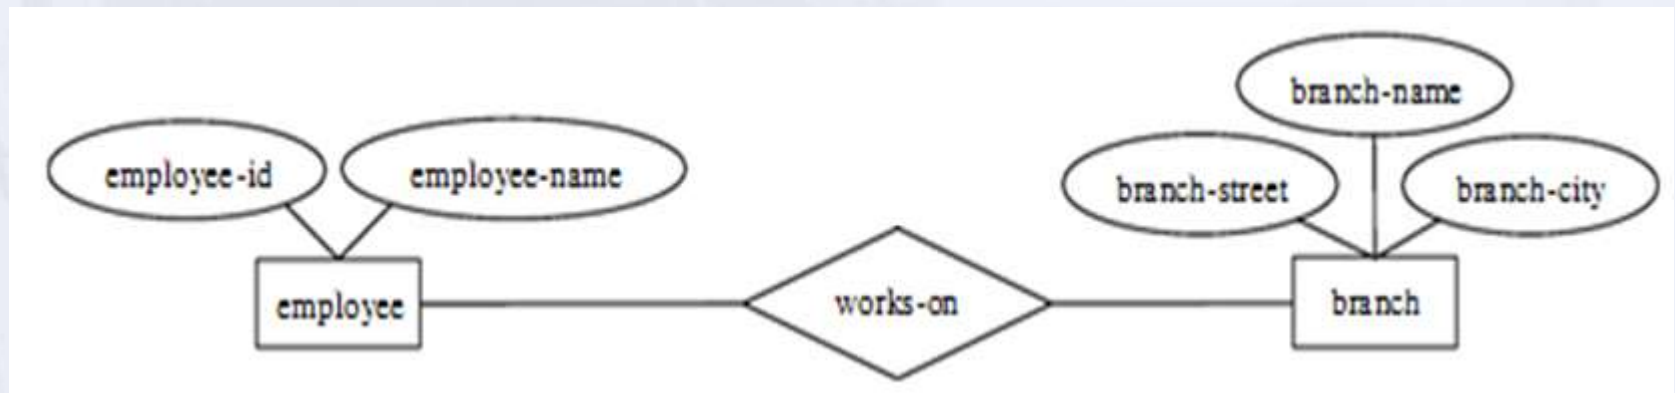 branch-name
employee-id
employee-name
branch-street
branch-city
employee
works-on
branch